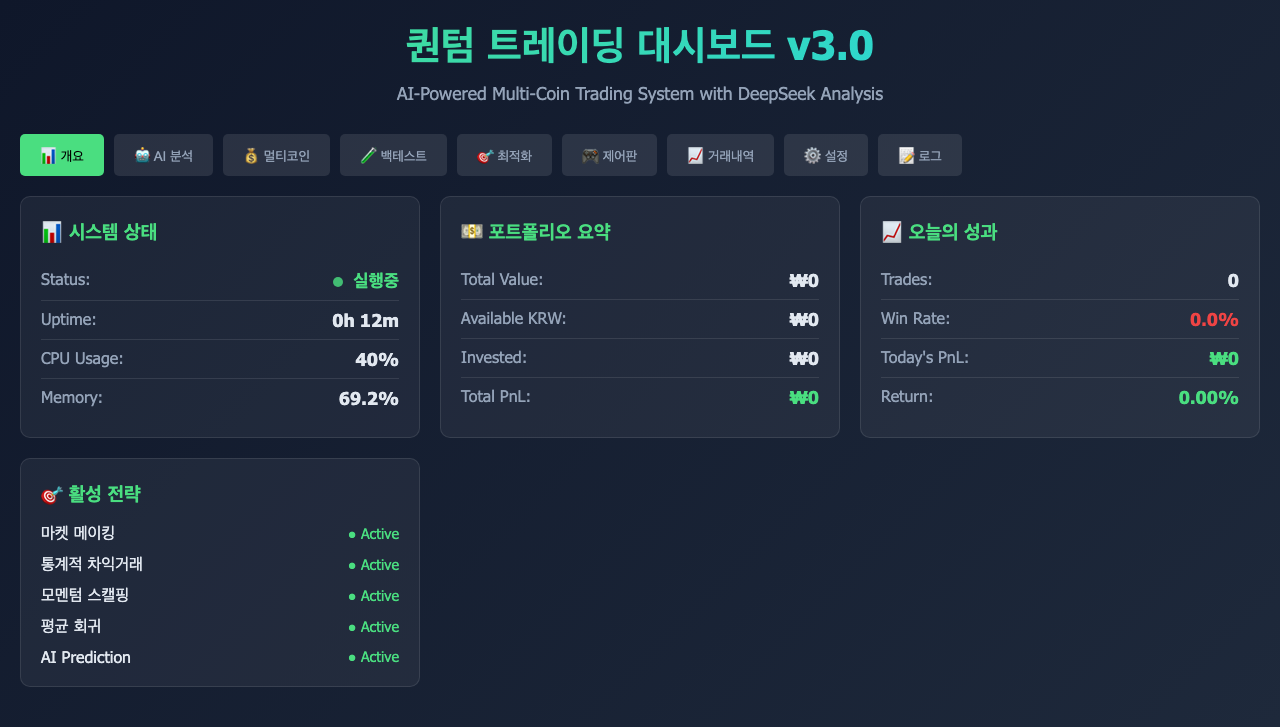 퀀텀 트레이딩 대시보드 v3.0
AI-Powered Multi-Coin Trading System with DeepSeek Analysis
📊 개요
🤖 AI 분석
💰 멀티코인
🧪 백테스트
🎯 최적화
🎮 제어판
📈 거래내역
⚙️ 설정
📝 로그
📊 시스템 상태
Status: ● 실행중
Uptime: 0h 12m
CPU Usage: 40%
Memory: 69.2%
💵 포트폴리오 요약
Total Value: ₩0
Available KRW: ₩0
Invested: ₩0
Total PnL: ₩0
📈 오늘의 성과
Trades: 0
Win Rate: 0.0%
Today's PnL: ₩0
Return: 0.00%
🎯 활성 전략
마켓 메이킹 ● Active
통계적 차익거래 ● Active
모멘텀 스캘핑 ● Active
평균 회귀 ● Active
AI Prediction ● Active